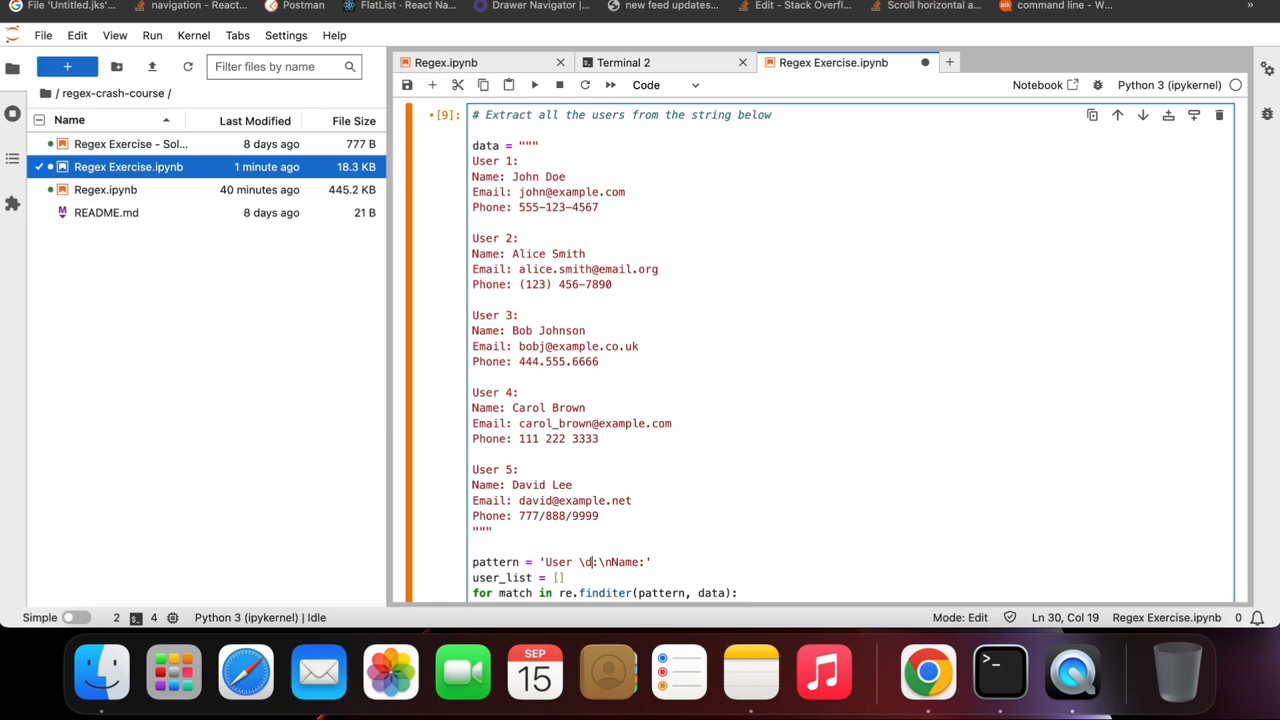 File 'Untitled.jks'...
navigation - React...
Postman
FlatList · React Na...
Drawer Navigator |...
new feed updates...
Edit - Stack Overfl...
Scroll horizontal a...
command line - W...
»
File Edit View Run Kernel Tabs Settings Help
+
Filter files by name
/ regex-crash-course /
Name Last Modified File Size
Regex Exercise - Sol... 8 days ago 777 B
Regex Exercise.ipynb 1 minute ago 18.3 KB
Regex.ipynb 40 minutes ago 445.2 KB
README.md 8 days ago 21 B
Regex.ipynb
Terminal 2
Regex Exercise.ipynb
Code
Notebook
Python 3 (ipykernel)
[9]:
# Extract all the users from the string below
data = """
User 1:
Name: John Doe
Email: john@example.com
Phone: 555-123-4567
User 2:
Name: Alice Smith
Email: alice.smith@email.org
Phone: (123) 456-7890
User 3:
Name: Bob Johnson
Email: bobj@example.co.uk
Phone: 444.555.6666
User 4:
Name: Carol Brown
Email: carol_brown@example.com
Phone: 111 222 3333
User 5:
Name: David Lee
Email: david@example.net
Phone: 777/888/9999
"""
pattern = 'User \d:\nName:'
user_list = []
for match in re.finditer(pattern, data):
Simple 2 4 Python 3 (ipykernel) | Idle
Mode: Edit Ln 30, Col 19 Regex Exercise.ipynb 0
SEP
15